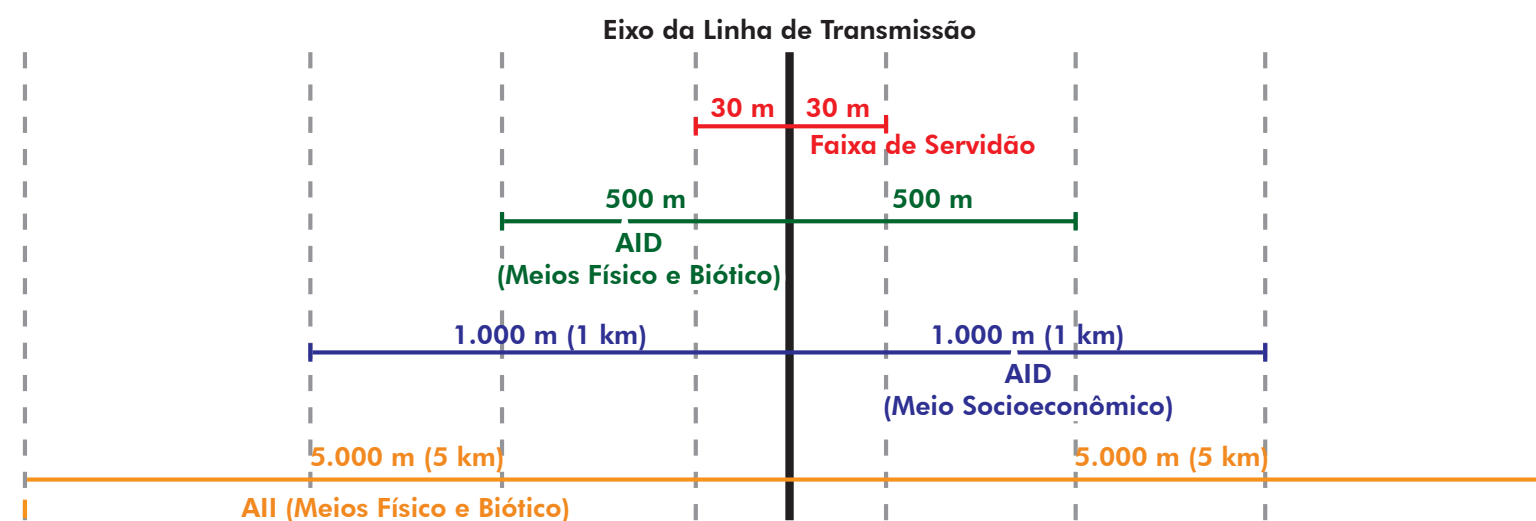 Eixo da Linha de Transmissão
30 m 30 m
Faixa de Servidão
500 m 500 m
AID
(Meios Físico e Biótico)
1.000 m (1 km) 1.000 m (1 km)
AID
(Meio Socioeconômico)
5.000 m (5 km) 5.000 m (5 km)
AII (Meios Físico e Biótico)